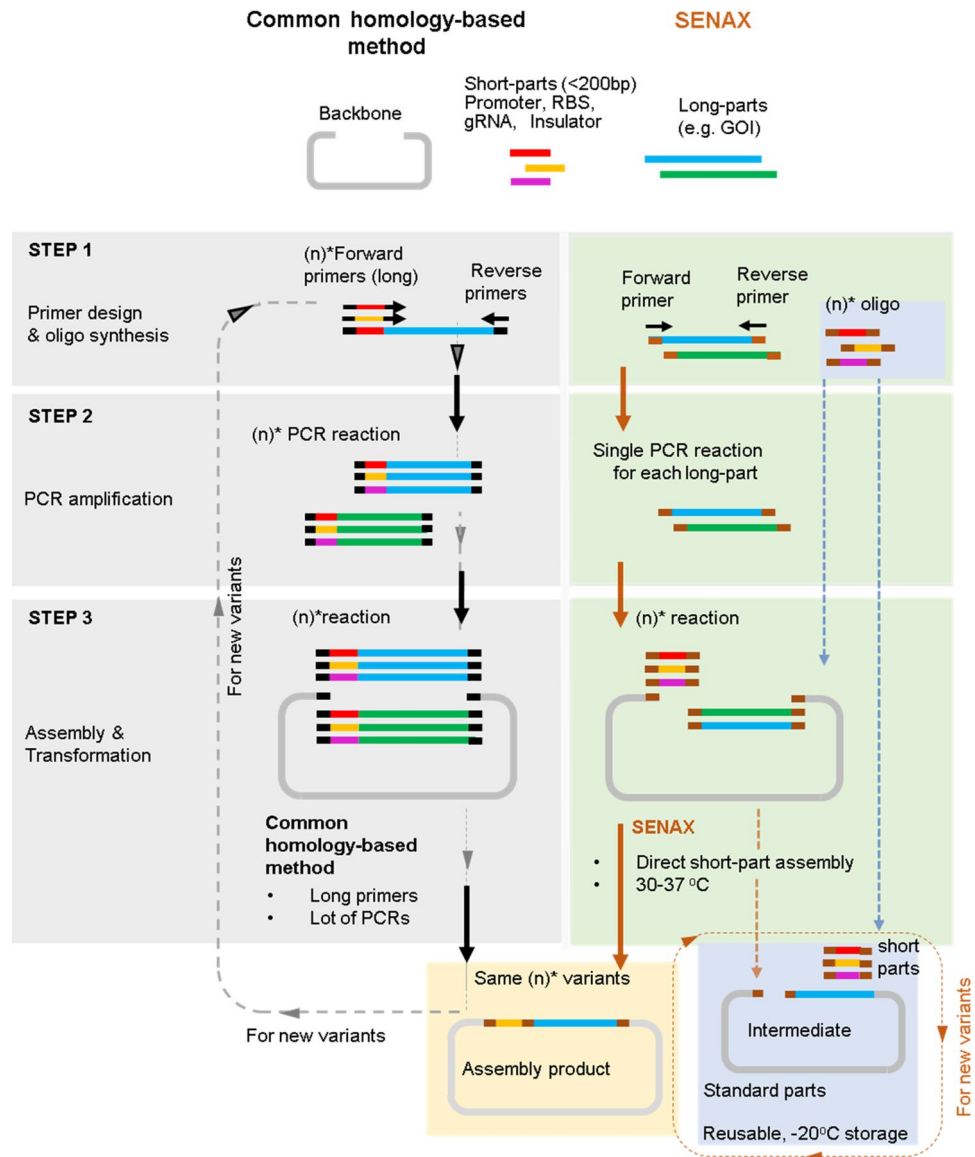 Common homology-based
method
SENAX
Backbone
Short-parts (<200bp)
Promoter, RBS,
gRNA, Insulator
Long-parts
(e.g. GOI)
STEP 1
Primer design
& oligo synthesis
(n)*Forward
primers (long)
Reverse
primers
Forward
primer
Reverse
primer
(n)* oligo
STEP 2
PCR amplification
(n)* PCR reaction
Single PCR reaction
for each long-part
For new variants
STEP 3
Assembly &
Transformation
(n)*reaction
(n)* reaction
Common
homology-based
method
• Long primers
• Lot of PCRs
SENAX
• Direct short-part assembly
• 30-37 ºC
For new variants
Same (n)* variants
Assembly product
short
parts
Intermediate
Standard parts
Reusable, -20ºC storage
For new variants